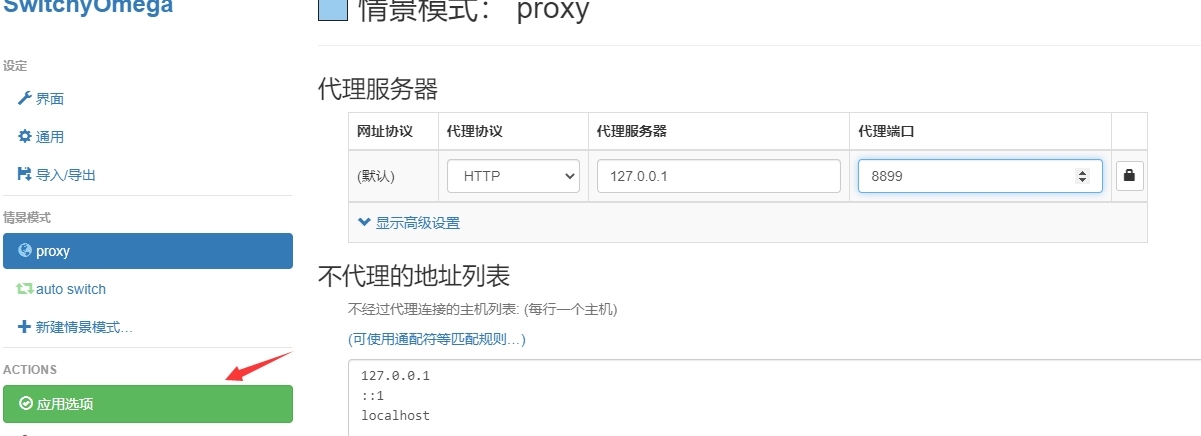 SwitchyOmega
设定
界面
通用
导入/导出
情景模式
proxy
auto switch
新建情景模式...
ACTIONS
应用选项
情景模式： proxy
代理服务器
网址协议 代理协议 代理服务器 代理端口
(默认) HTTP 127.0.0.1 8899
显示高级设置
不代理的地址列表
不经过代理连接的主机列表: (每行一个主机)
(可使用通配符等匹配规则...)
127.0.0.1
::1
localhost